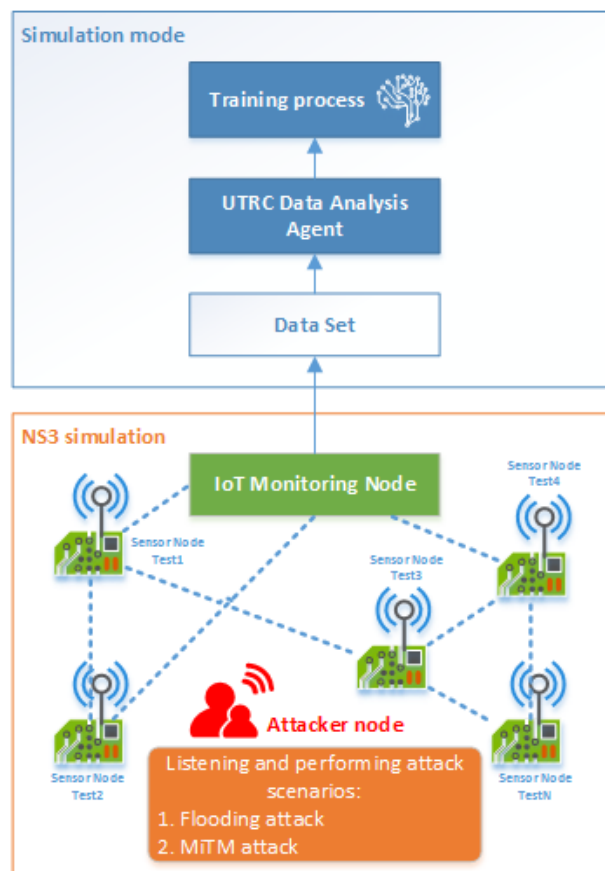 Simulation mode
Training process
UTRC Data Analysis
Agent
Data Set
NS3 simulation
IoT Monitoring Node
Sensor Node
Test4
Sensor Node
Test1
Sensor Node
Test3
Attacker node
Sensor Node
Test2
Sensor Node
TestN
Listening and performing attack
scenarios:
1. Flooding attack
2. MiTM attack